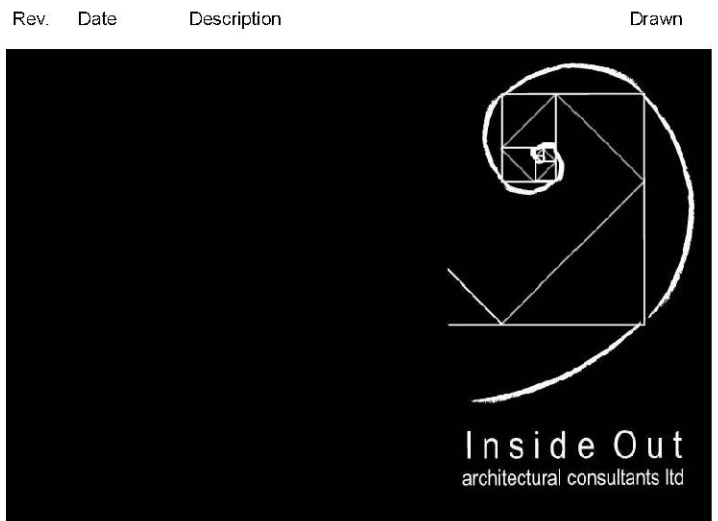 Rev. Date Description Drawn
Inside Out
architectural consultants ltd